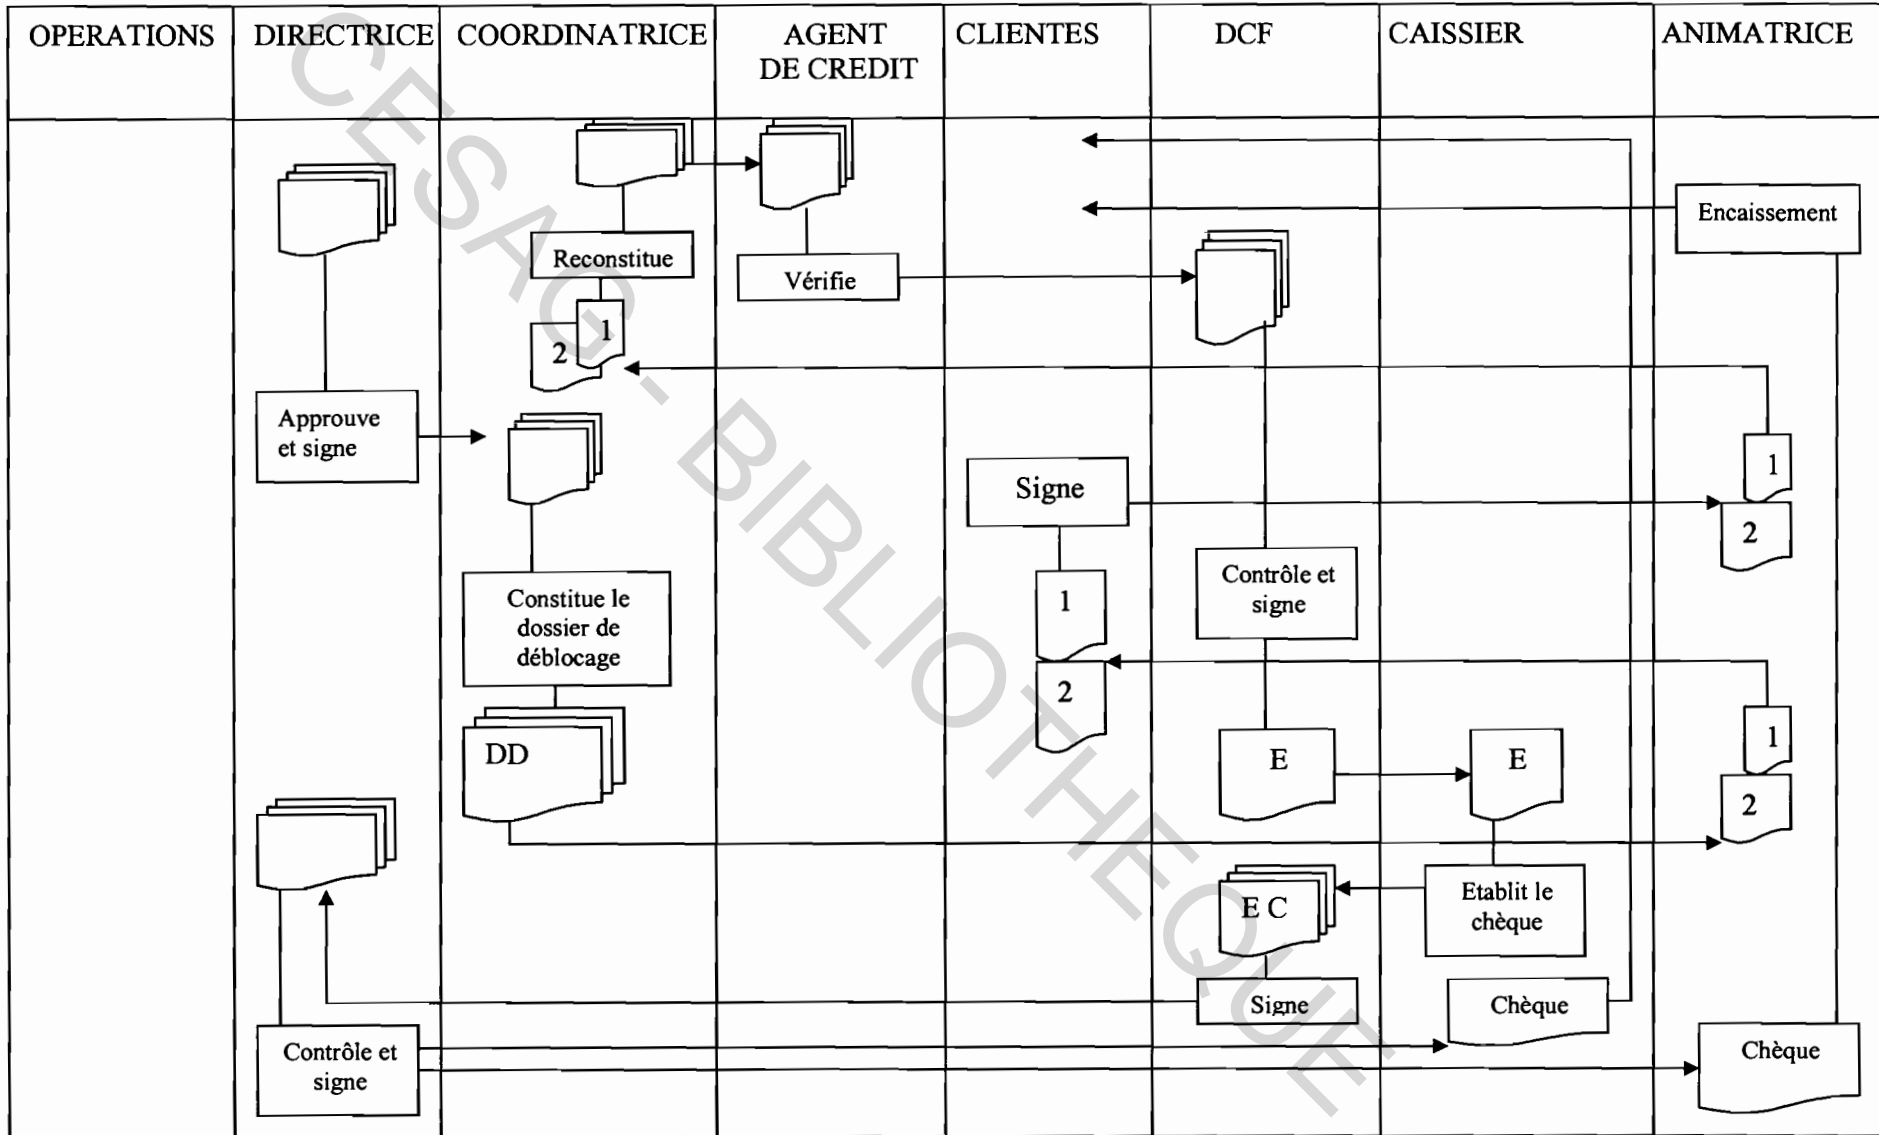 OPERATIONS
DIRECTRICE
COORDINATRICE
AGENT
DE CREDIT
CLIENTES
DCF
CAISSIER
ANIMATRICE
Encaissement
Reconstitue
Vérifie
1
2
Approuve
et signe
Signe
1
2
Contrôle et
signe
Constitue le
dossier de
déblocage
1
2
DD
E
E
1
2
E C
Etablit le
chèque
Signe
Chèque
Contrôle et
signe
Chèque
CESAG - BIBLIOTHEQUE